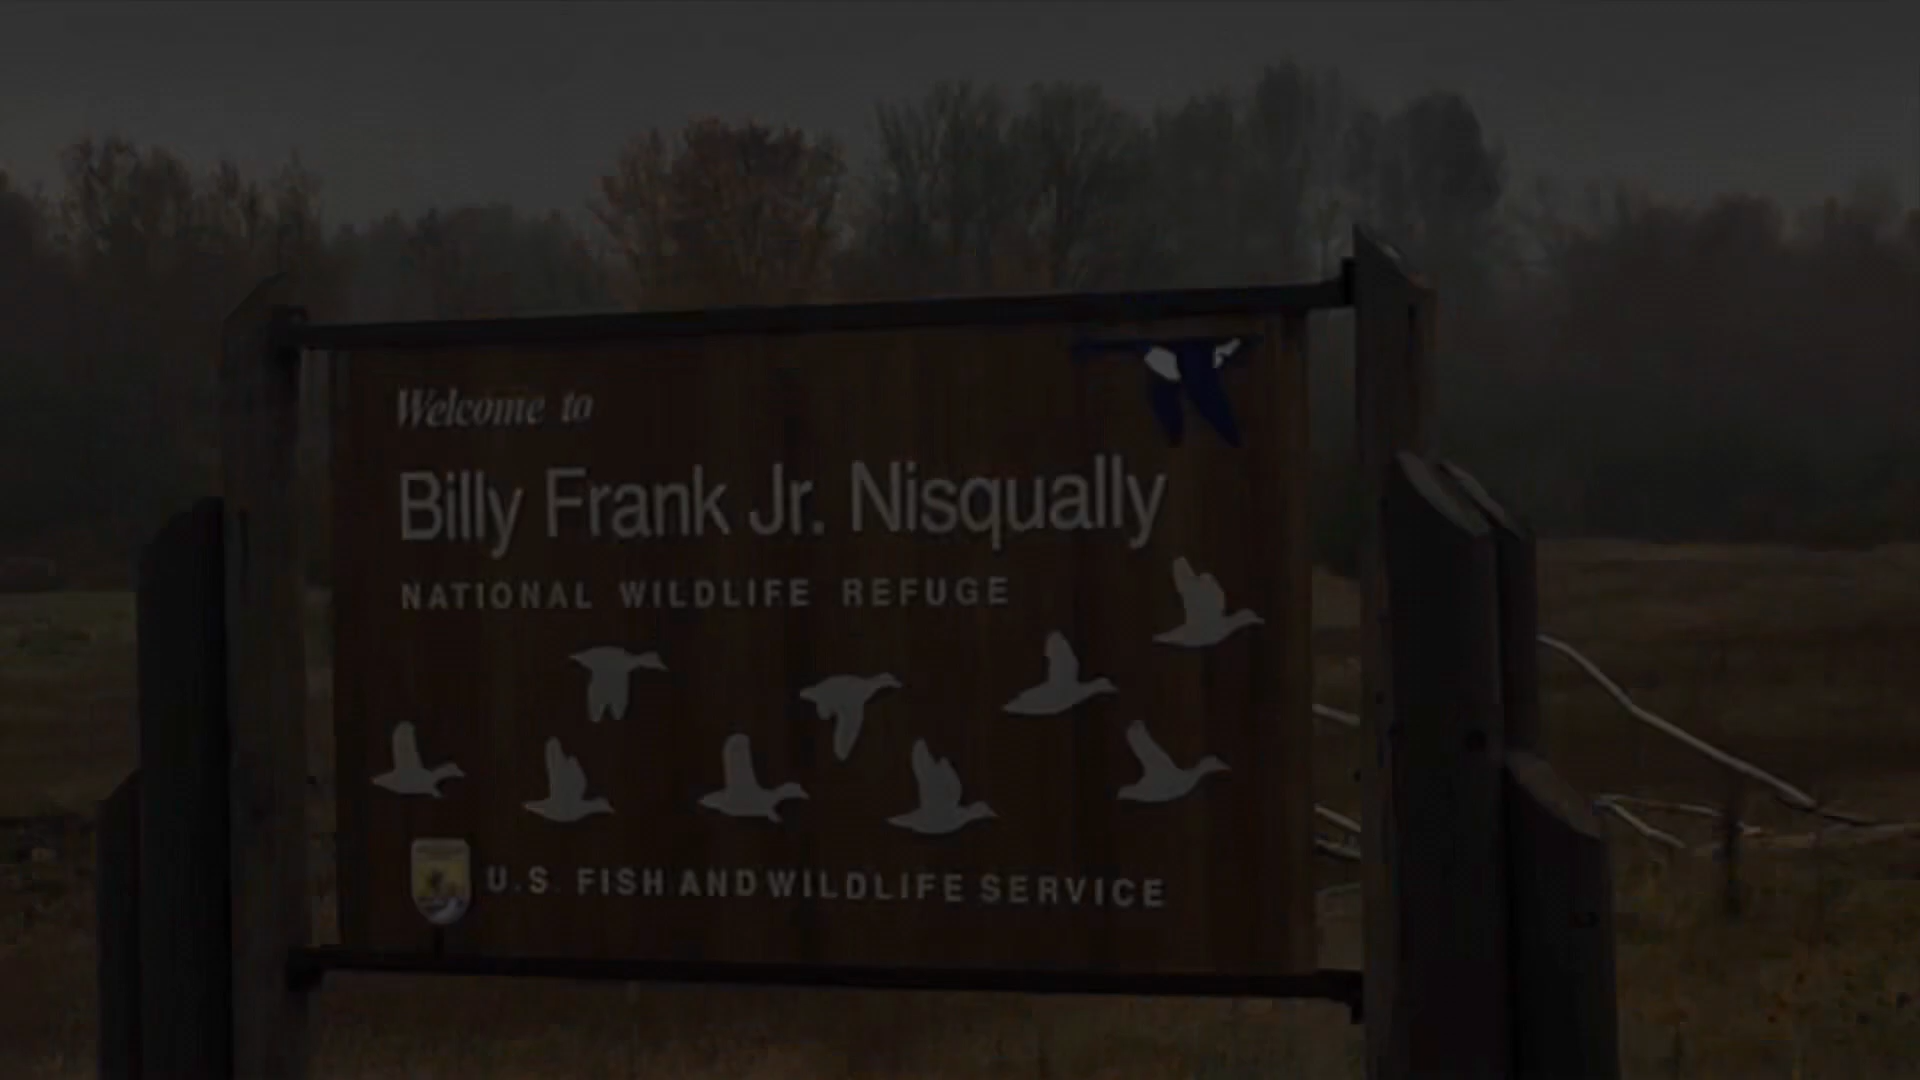 Welcome to
Billy Frank Jr. Nisqually
NATIONAL WILDLIFE REFUGE
U.S. FISH AND WILDLIFE SERVICE